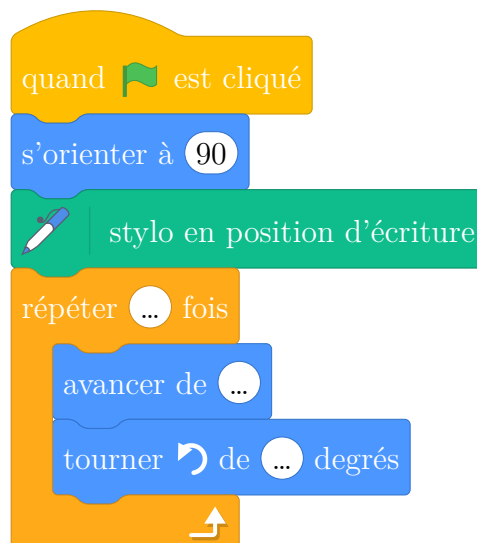 quand est cliqué
s'orienter à 90
stylo en position d'écriture
répéter ... fois
avancer de ...
tourner de ... degrés